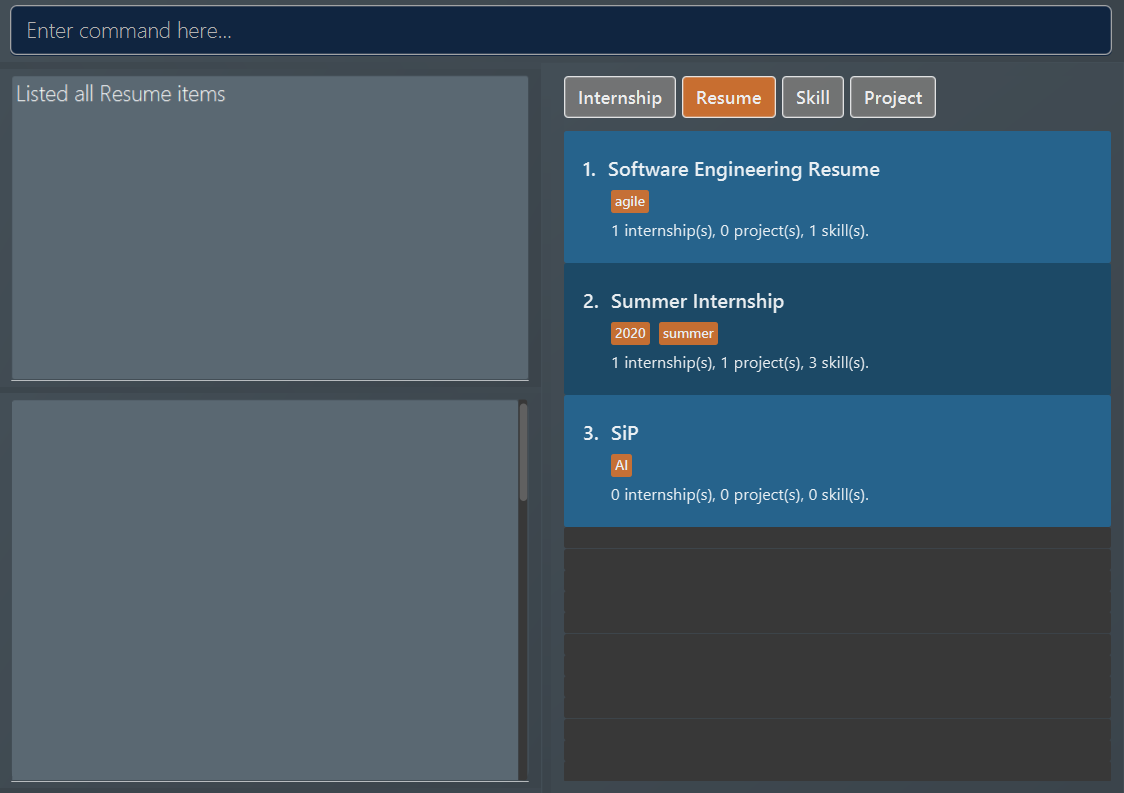 Enter command here...
Listed all Resume items
Internship Resume Skill Project
1. Software Engineering Resume
agile
1 internship(s), 0 project(s), 1 skill(s).
2. Summer Internship
2020 summer
1 internship(s), 1 project(s), 3 skill(s).
3. SiP
AI
0 internship(s), 0 project(s), 0 skill(s).